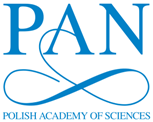 PAN
POLISH ACADEMY OF SCIENCES